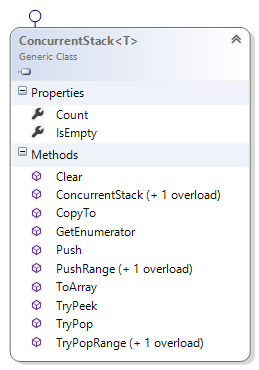 ConcurrentStack<T>
Generic Class
Properties
Count
IsEmpty
Methods
Clear
ConcurrentStack (+ 1 overload)
CopyTo
GetEnumerator
Push
PushRange (+ 1 overload)
ToArray
TryPeek
TryPop
TryPopRange (+ 1 overload)